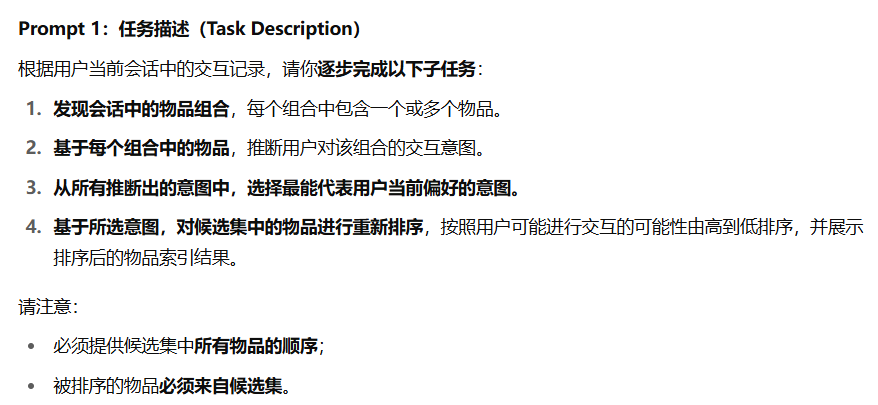 Prompt 1：任务描述（Task Description）
根据用户当前会话中的交互记录，请你逐步完成以下子任务：
1. 发现会话中的物品组合，每个组合中包含一个或多个物品。
2. 基于每个组合中的物品，推断用户对该组合的交互意图。
3. 从所有推断出的意图中，选择最能代表用户当前偏好的意图。
4. 基于所选意图，对候选集中的物品进行重新排序，按照用户可能进行交互的可能性由高到低排序，并展示
排序后的物品索引结果。
请注意：
• 必须提供候选集中所有物品的顺序；
• 被排序的物品必须来自候选集。